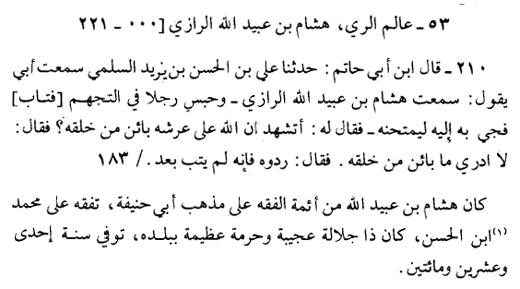 ٥٣ ـ عالم الري، هشام بن عبيد الله الرازي [٠٠٠ ـ ٢٢١
٢١٠ ـ قال ابن أبي حاتم: حدثنا علي بن الحسن بن يزيد السلمي سمعت أبي
يقول: سمعت هشام بن عبيد الله الرازي ـ وحبس رجلا في التجهم [فتاب]
فجي به إليه ليمتحنه ـ فقال له: أتشهد ان الله على عرشه بائن من خلقه؟ فقال:
لا ادري ما بائن من خلقه. فقال: ردوه فإنه لم يتب بعد./ ١٨٣
كان هشام بن عبيد الله من أئمة الفقه على مذهب أبي حنيفة، تفقه على محمد
(١)ابن الحسن، كان ذا جلالة عجيبة وحرمة عظيمة ببلده، توفي سنة إحدى
وعشرين ومائتين.